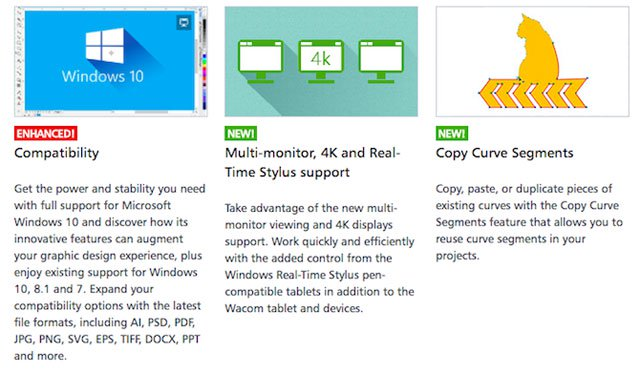 Windows 10
ENHANCED!
Compatibility
Get the power and stability you need
with full support for Microsoft
Windows 10 and discover how its
innovative features can augment
your graphic design experience, plus
enjoy existing support for Windows
10, 8.1 and 7. Expand your
compatibility options with the latest
file formats, including AI, PSD, PDF,
JPG, PNG, SVG, EPS, TIFF, DOCX, PPT
and more.
4k
NEW!
Multi-monitor, 4K and Real-
Time Stylus support
Take advantage of the new multi-
monitor viewing and 4K displays
support. Work quickly and efficiently
with the added control from the
Windows Real-Time Stylus pen-
compatible tablets in addition to the
Wacom tablet and devices.
NEW!
Copy Curve Segments
Copy, paste, or duplicate pieces of
existing curves with the Copy Curve
Segments feature that allows you to
reuse curve segments in your
projects.